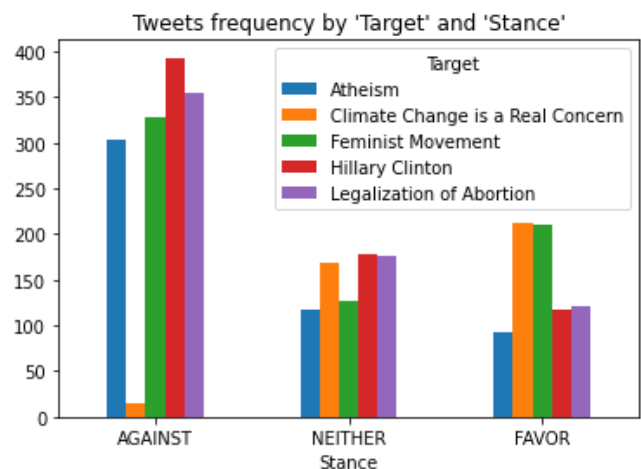 Tweets frequency by 'Target' and 'Stance'
400
350
300
250
200
150
100
50
0
Target
Atheism
Climate Change is a Real Concern
Feminist Movement
Hillary Clinton
Legalization of Abortion
AGAINST NEITHER FAVOR
Stance